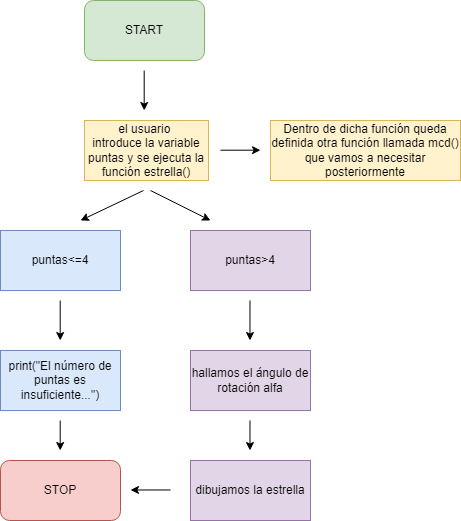 START
el usuario
introduce la variable
puntas y se ejecuta la
función estrella()
Dentro de dicha función queda
definida otra función llamada mcd()
que vamos a necesitar
posteriormente
puntas<=4
puntas>4
print("El número de
puntas es
insuficiente...")
hallamos el ángulo de
rotación alfa
STOP
dibujamos la estrella